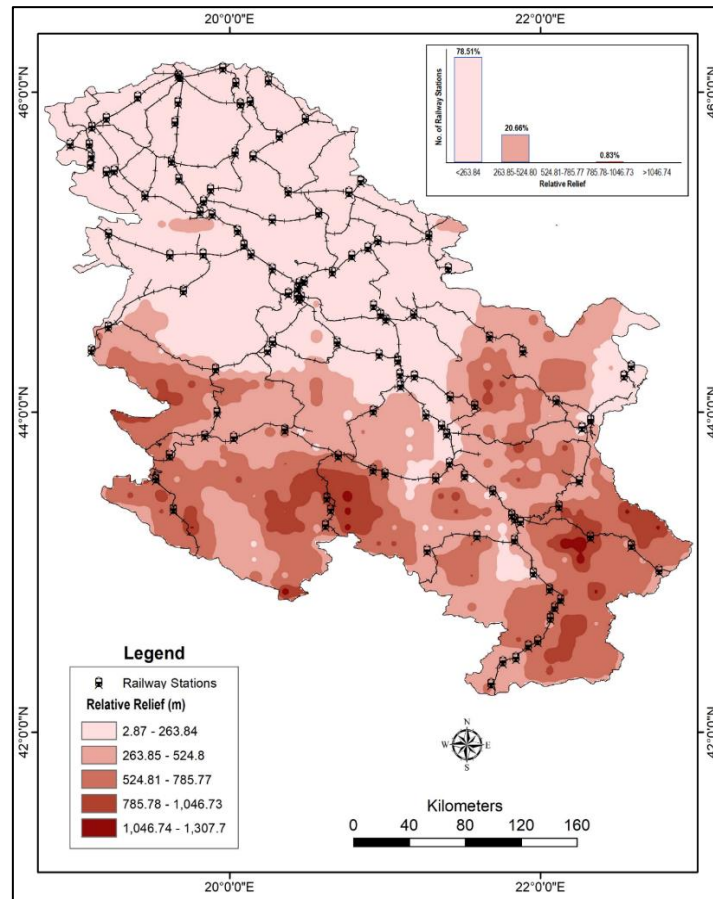 20°0'0"E 22°0'0"E
46°0'0"N 46°0'0"N
No. of Railway Stations
78.51%
20.66%
0.83%
<263.84 263.85-524.80 524.81-785.77 785.78-1046.73 >1046.74
Relative Relief
44°0'0"N 44°0'0"N
Legend
Railway Stations
Relative Relief (m)
2.87 - 263.84
263.85 - 524.8
524.81 - 785.77
785.78 - 1,046.73
1,046.74 - 1,307.7
42°0'0"N 42°0'0"N
N
W E
S
Kilometers
0 40 80 120 160
20°0'0"E 22°0'0"E